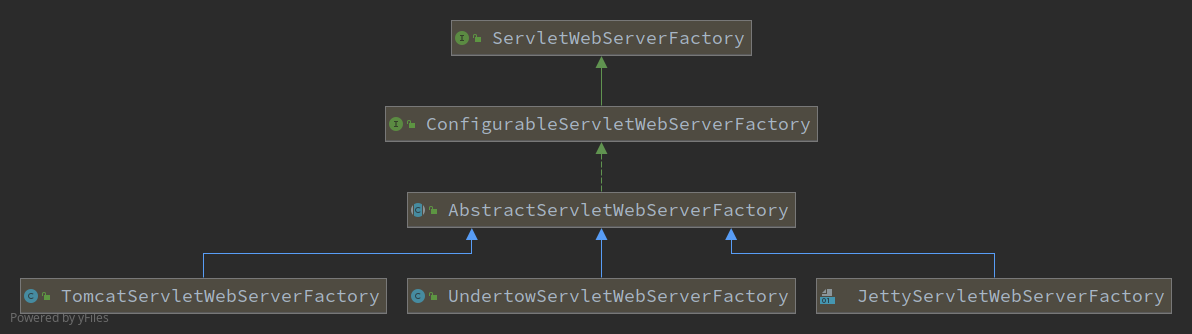 ServletWebServerFactory
ConfigurableServletWebServerFactory
AbstractServletWebServerFactory
TomcatServletWebServerFactory
UndertowServletWebServerFactory
JettyServletWebServerFactory
Powered by yFiles